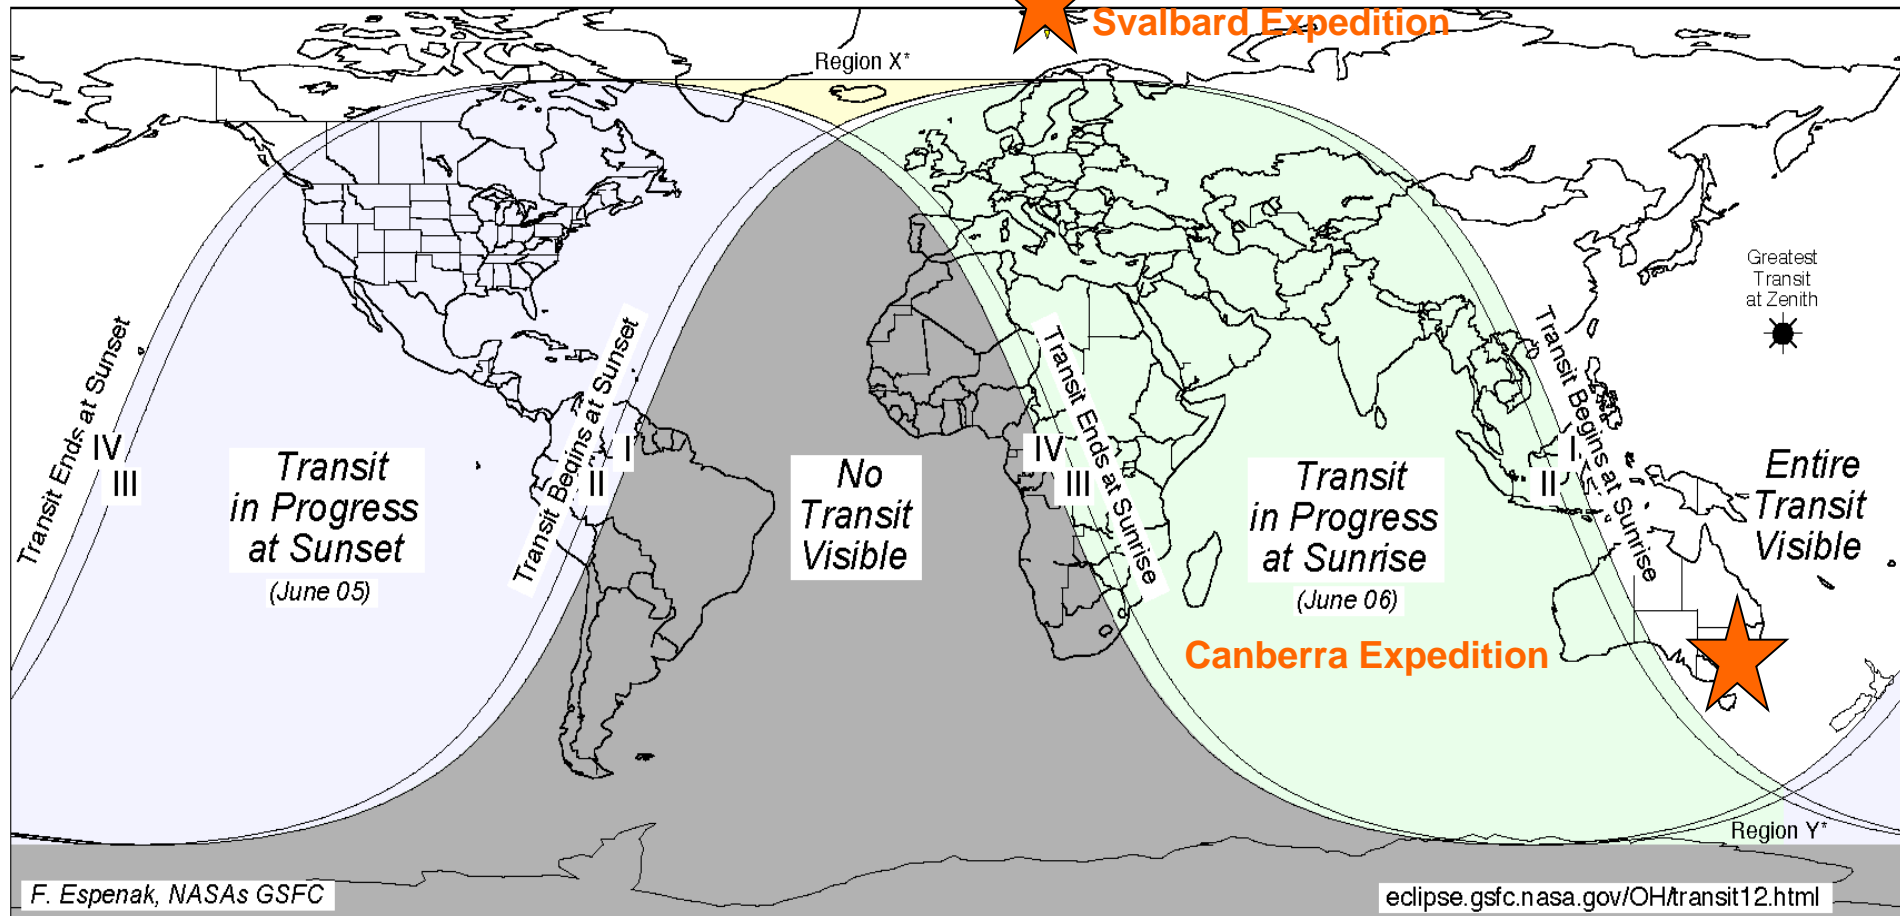 Svalbard Expedition
Region X*
Greatest
Transit
at Zenith
Transit Ends at Sunset
IV
III
Transit
in Progress
at Sunset
(June 05)
Transit Begins at Sunset
I
II
No
Transit
Visible
IV
III
Transit Ends at Sunrise
Transit
in Progress
at Sunrise
(June 06)
Transit Begins at Sunrise
I
II
Entire
Transit
Visible
Canberra Expedition
Region Y*
F. Espenak, NASAs GSFC
eclipse.gsfc.nasa.gov/OH/transit12.html